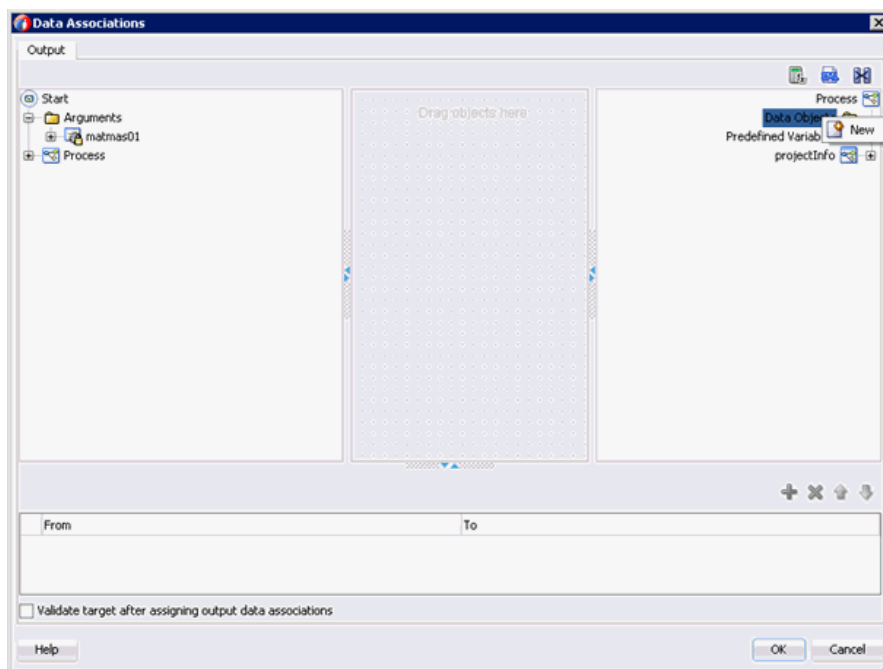 Data Associations
Output
Start
Arguments
matmas01
Process
Drag objects here
Process
Data Objects
New
Predefined Variab
projectInfo
From
To
Validate target after assigning output data associations
Help
OK
Cancel